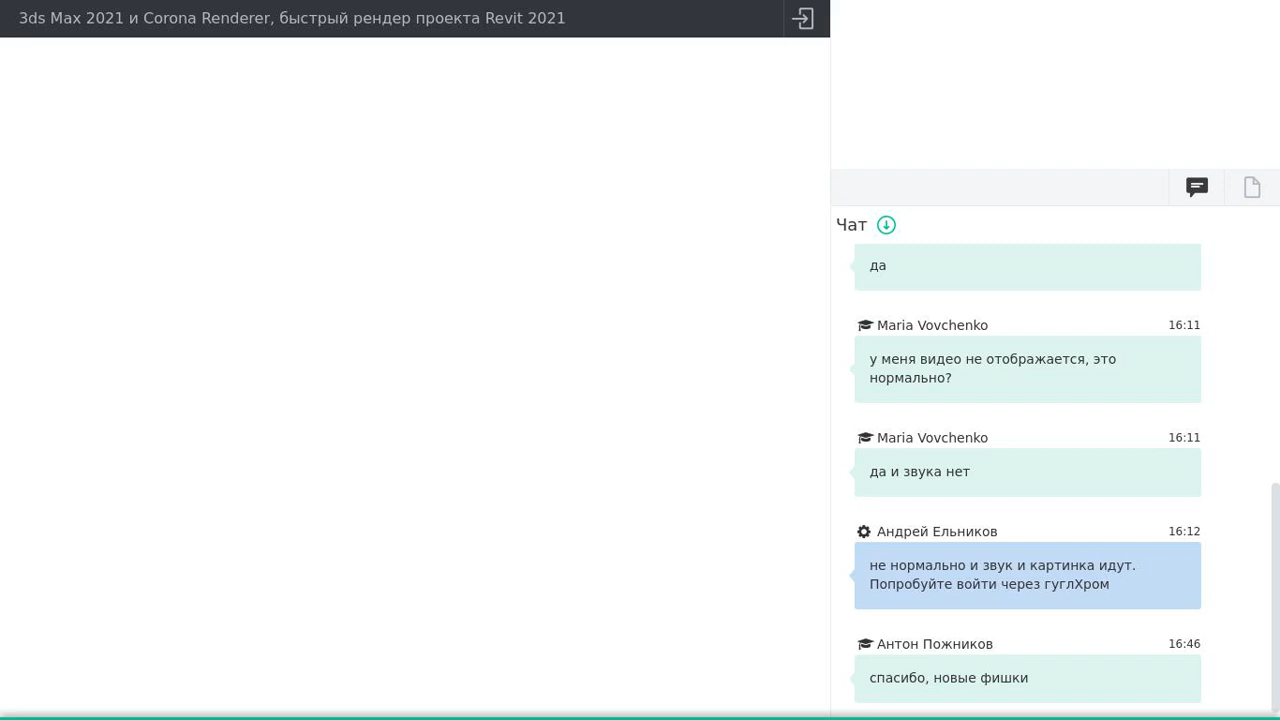 3ds Max 2021 и Corona Renderer, быстрый рендер проекта Revit 2021
Чат
да
Maria Vovchenko 16:11
у меня видео не отображается, это
нормально?
Maria Vovchenko 16:11
да и звука нет
Андрей Ельников 16:12
не нормально и звук и картинка идут.
Попробуйте войти через гуглХром
Антон Пожников 16:46
спасибо, новые фишки